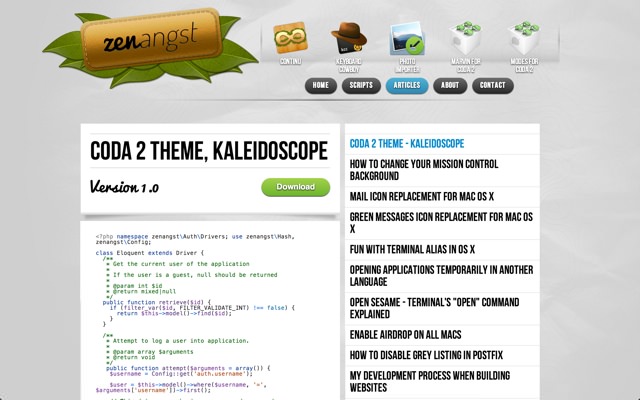 zenangst
CONTINU
KEYBOARD
COWBOY
PHOTO
IMPORTER
MARVIN FOR
CODA 2
MODES FOR
CODA 2
HOME
SCRIPTS
ARTICLES
ABOUT
CONTACT
CODA 2 THEME, KALEIDOSCOPE
Version 1.0
Download
<?php namespace zenangst\Auth\Drivers; use zenangst\Hash,
zenangst\Config;
class Eloquent extends Driver {
/**
* Get the current user of the application
*
* If the user is a guest, null should be returned
*
* @param int $id
* @return mixed|null
*/
public function retrieve($id) {
if (filter_var($id, FILTER_VALIDATE_INT) !== false) {
return $this->model()->find($id);
}
}
/**
* Attempt to log a user into application.
*
* @param array $arguments
* @return void
*/
public function attempt($arguments = array()) {
$username = Config::get('auth.username');
$user = $this->model()->where($username, '=',
$arguments['username'])->first();
CODA 2 THEME - KALEIDOSCOPE
HOW TO CHANGE YOUR MISSION CONTROL
BACKGROUND
MAIL ICON REPLACEMENT FOR MAC OS X
GREEN MESSAGES ICON REPLACEMENT FOR MAC OS
X
FUN WITH TERMINAL ALIAS IN OS X
OPENING APPLICATIONS TEMPORARILY IN ANOTHER
LANGUAGE
OPEN SESAME - TERMINAL'S "OPEN" COMMAND
EXPLAINED
ENABLE AIRDROP ON ALL MACS
HOW TO DISABLE GREY LISTING IN POSTFIX
MY DEVELOPMENT PROCESS WHEN BUILDING
WEBSITES